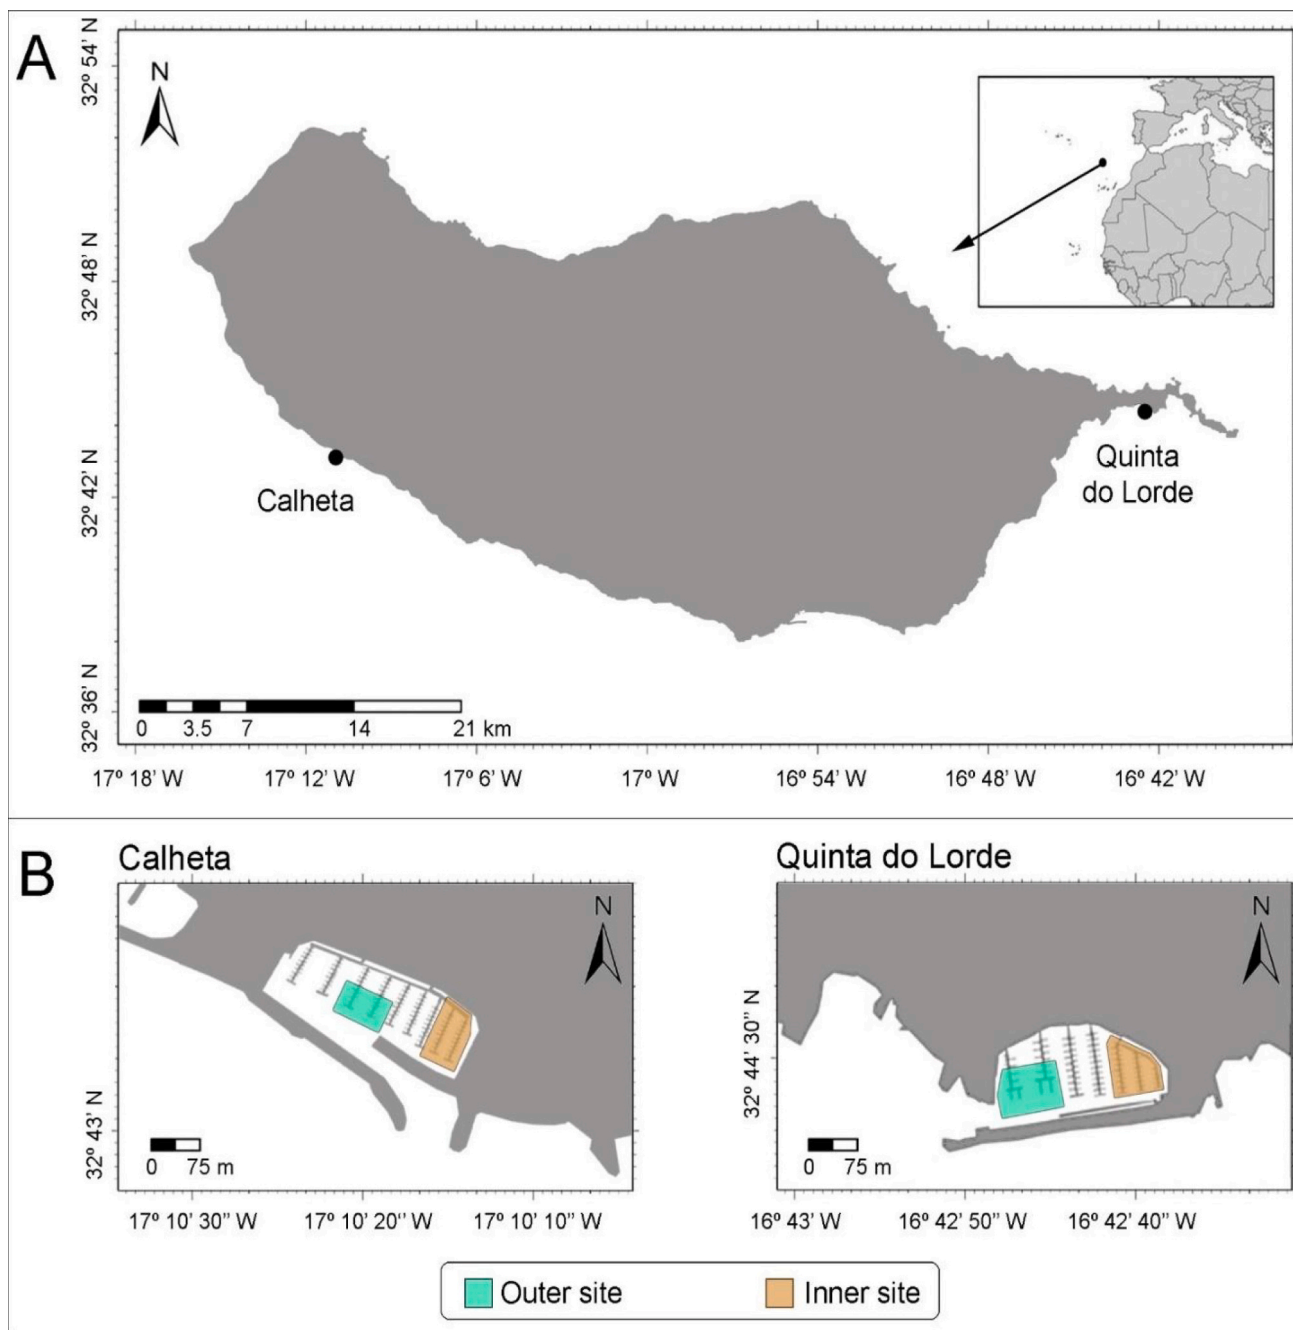 A
N
32º 54’ N
32º 48’ N
32º 42’ N
32º 36’ N
Calheta
Quinta
do Lorde
0 3.5 7 14 21 km
17º 18’ W 17º 12’ W 17º 6’ W 17º W 16º 54’ W 16º 48’ W 16º 42’ W
B
Calheta
N
32º 43’ N
0 75 m
17º 10’ 30” W 17º 10’ 20” W 17º 10’ 10” W
Quinta do Lorde
N
32º 44’ 30” N
0 75 m
16º 43’ W 16º 42’ 50” W 16º 42’ 40” W
Outer site Inner site